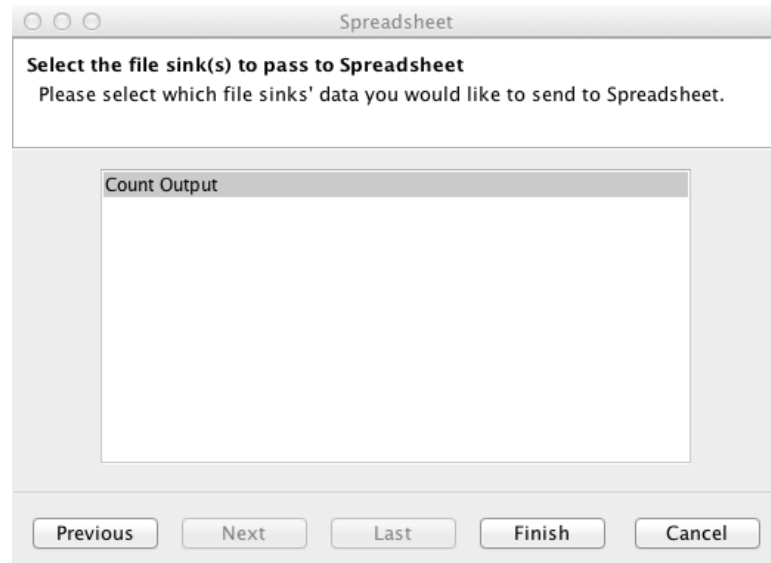 Spreadsheet
Select the file sink(s) to pass to Spreadsheet
Please select which file sinks' data you would like to send to Spreadsheet.
Count Output
Previous Next Last Finish Cancel